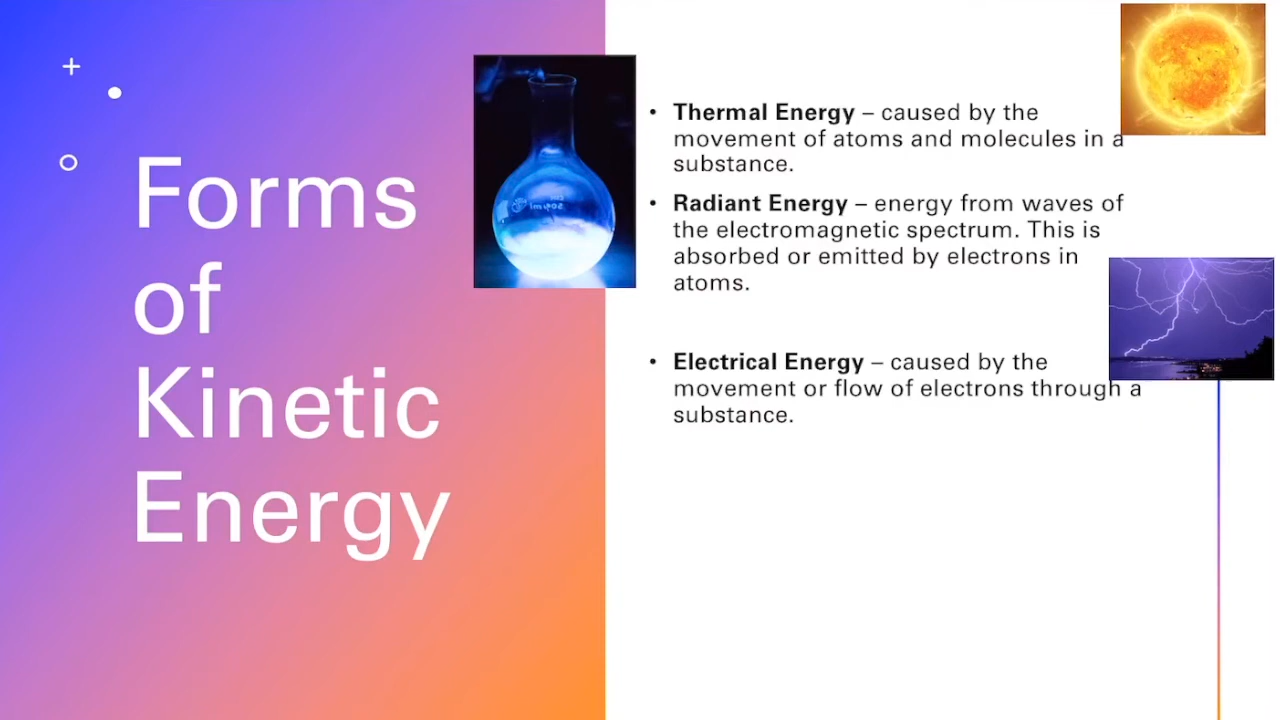 Forms
of
Kinetic
Energy
• Thermal Energy – caused by the
movement of atoms and molecules in a
substance.
• Radiant Energy – energy from waves of
the electromagnetic spectrum. This is
absorbed or emitted by electrons in
atoms.
• Electrical Energy – caused by the
movement or flow of electrons through a
substance.